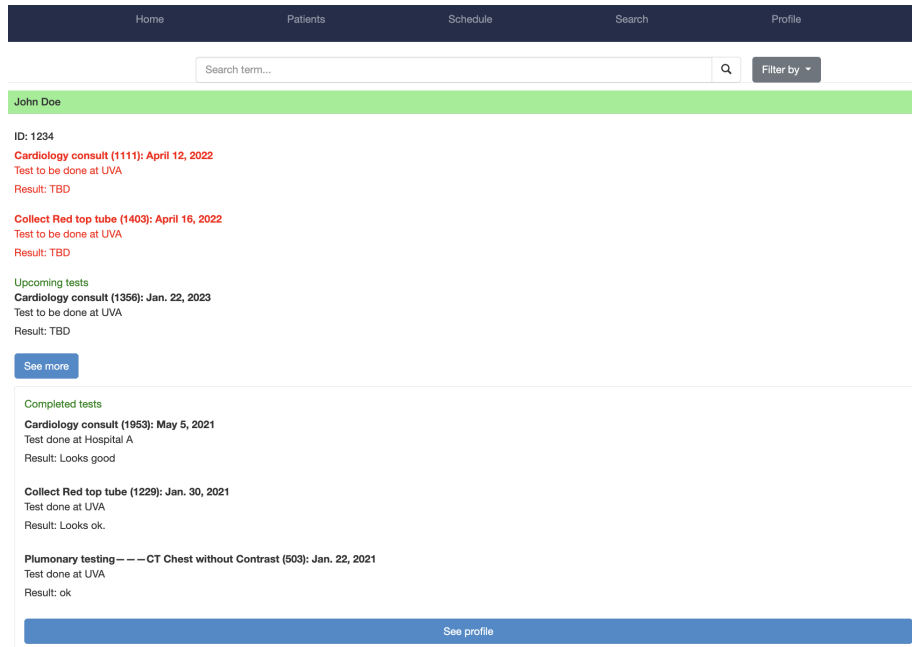 Home Patients Schedule Search Profile
Search term... Filter by
John Doe
ID: 1234
Cardiology consult (1111): April 12, 2022
Test to be done at UVA
Result: TBD
Collect Red top tube (1403): April 16, 2022
Test to be done at UVA
Result: TBD
Upcoming tests
Cardiology consult (1356): Jan. 22, 2023
Test to be done at UVA
Result: TBD
See more
Completed tests
Cardiology consult (1953): May 5, 2021
Test done at Hospital A
Result: Looks good
Collect Red top tube (1229): Jan. 30, 2021
Test done at UVA
Result: Looks ok.
Plumonary testing———CT Chest without Contrast (503): Jan. 22, 2021
Test done at UVA
Result: ok
See profile